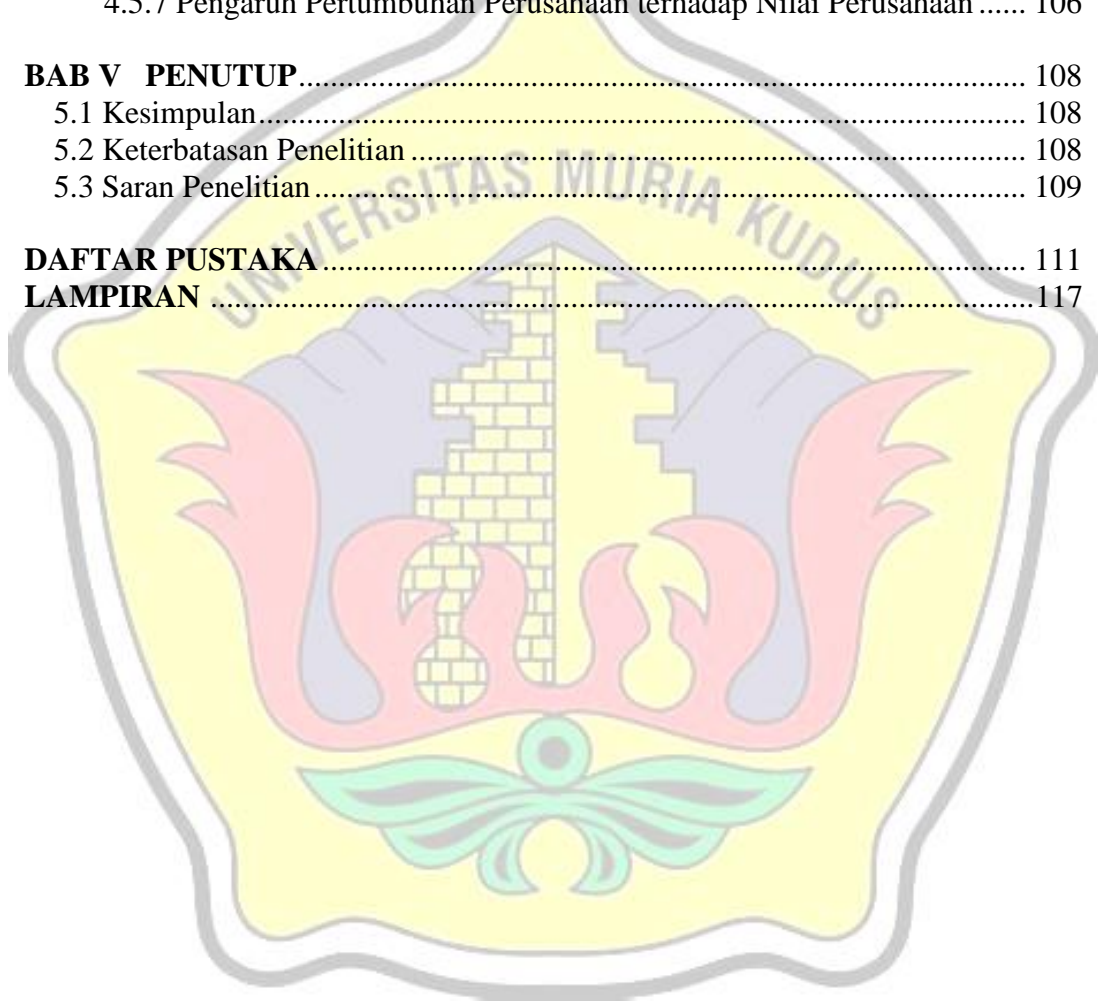 4.5.7 Pengaruh Pertumbuhan Perusahaan terhadap Nilai Perusahaan ...... 106
BAB V PENUTUP ........................................................................ 108
5.1 Kesimpulan ........................................................................ 108
5.2 Keterbatasan Penelitian ........................................................................ 108
5.3 Saran Penelitian ........................................................................ 109
DAFTAR PUSTAKA ........................................................................ 111
LAMPIRAN ........................................................................ 117
UNIVERSITAS MURIA KUDUS